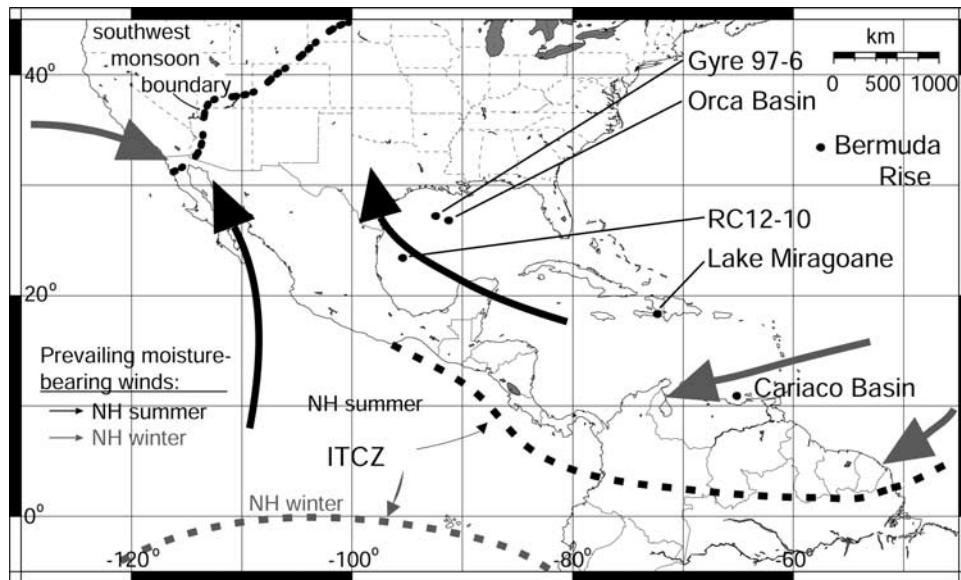 southwest
monsoon
boundary
km
0 500 1000
Gyre 97-6
Orca Basin
Bermuda
Rise
RC12-10
Lake Miragoane
Cariaco Basin
40°
20°
0°
Prevailing moisture-
bearing winds:
NH summer
NH winter
NH summer
ITCZ
NH winter
-120°
-100°
-80°
-50°